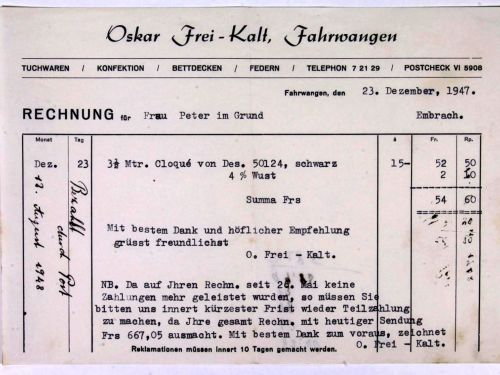 Oskar Frei-Kalt, Fahrwangen
TUCHWAREN / KONFEKTION / BETTDECKEN / FEDERN / TELEPHON 7 21 29 / POSTCHECK VI 5908
Fahrwangen, den 23. Dezember, 1947.
RECHNUNG für Frau Peter im Grund Embrach.
Monat Tag à Fr. Rp.
Dez. 23 3½ Mtr. Cloqué von Des. 50124, schwarz 15- 52 50
4 % Wust 2 10
Summa Frs 54 60
Mit bestem Dank und höflicher Empfehlung
grüsst freundlichst
O. Frei - Kalt.
NB. Da auf Jhren Rechn. seit 26. Mai keine
Zahlungen mehr geleistet wurden, so müssen Sie
bitten uns innert kürzester Frist wieder Teilzahlung
zu machen, da Jhre gesamt Rechn. mit heutiger Sendung
Frs 667,05 ausmacht. Mit bestem Dank zum voraus, zeichnet
O. Frei - Kalt.
Reklamationen müssen innert 10 Tagen gemacht werden.
Bezahlt durch Post
12. August 1948